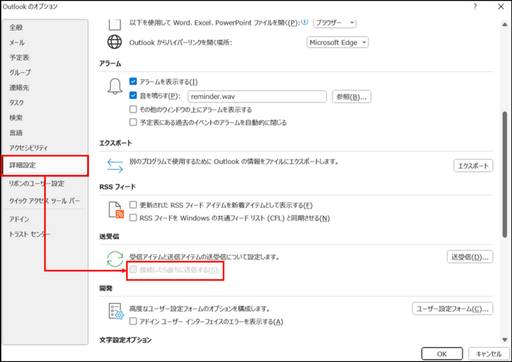 Outlook のオプション
?
全般
メール
予定表
グループ
連絡先
タスク
検索
言語
アクセシビリティ
詳細設定
リボンのユーザー設定
クイック アクセス ツール バー
アドイン
トラスト センター
以下を使用して Word、Excel、PowerPoint ファイルを開く(P):
ブラウザー
Outlook からハイパーリンクを開く場所:
Microsoft Edge
アラーム
アラームを表示する(I)
音を鳴らす(P):
reminder.wav
参照(B)...
その他のウィンドウの上にアラームを表示する
予定表にある過去のイベントのアラームを自動的に閉じる
エクスポート
別のプログラムで使用するために Outlook の情報をファイルにエクスポートします。
エクスポート
RSS フィード
更新された RSS フィード アイテムを新着アイテムとして表示する(F)
RSS フィードを Windows の共通フィード リスト (CFL) と同期させる(N)
送受信
受信アイテムと送信アイテムの送受信について設定します。
送受信(D)...
接続したら直ちに送信する(S)
開発
高度なユーザー設定フォームのオプションを構成します。
ユーザー設定フォーム(C)...
アドイン ユーザー インターフェイスのエラーを表示する(A)
文字設定オプション
OK
キャンセル